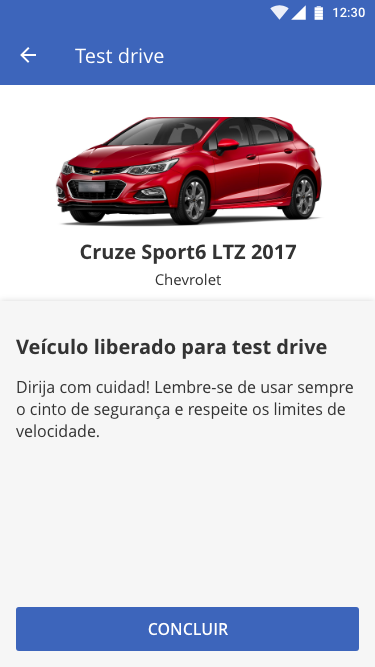 12:30
Test drive
Cruze Sport6 LTZ 2017
Chevrolet
Veículo liberado para test drive
Dirija com cuidad! Lembre-se de usar sempre
o cinto de segurança e respeite os limites de
velocidade.
CONCLUIR